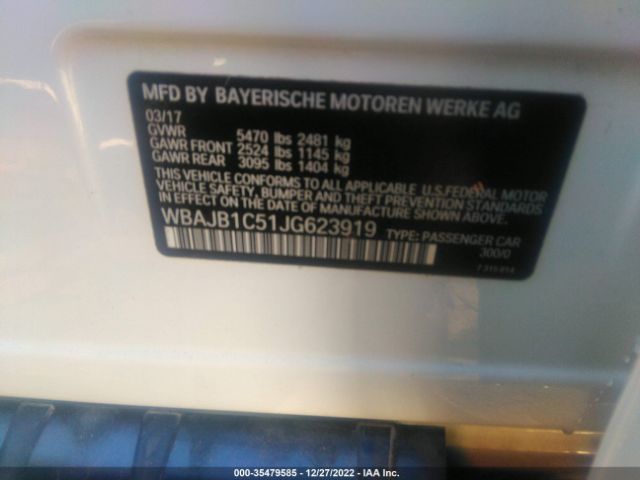 MFD BY BAYERISCHE MOTOREN WERKE AG
03/17
GVWR 5470 lbs 2481 kg
GAWR FRONT 2524 lbs 1145 kg
GAWR REAR 3095 lbs 1404 kg
THIS VEHICLE CONFORMS TO ALL APPLICABLE U.S. FEDERAL MOTOR
VEHICLE SAFETY, BUMPER AND THEFT PREVENTION STANDARDS
IN EFFECT ON THE DATE OF MANUFACTURE SHOWN ABOVE.
WBAJB1C51JG623919 TYPE: PASSENGER CAR
300/0
000-35479585 - 12/27/2022 - IAA Inc.